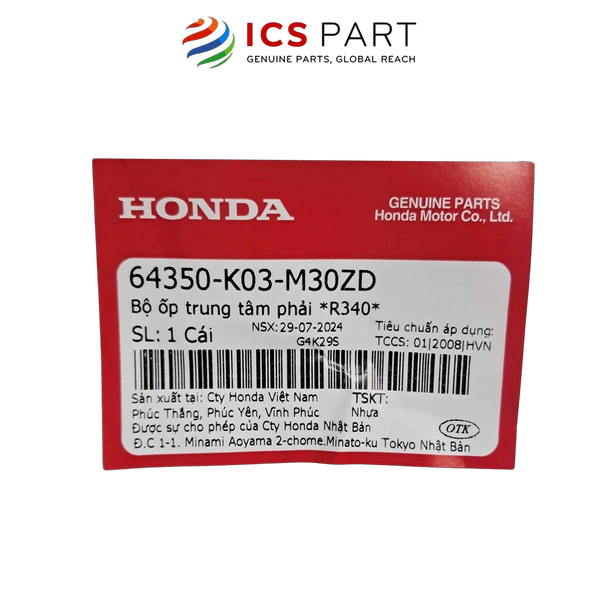 ICS PART
GENUINE PARTS, GLOBAL REACH
HONDA
GENUINE PARTS
Honda Motor Co., Ltd.
64350-K03-M30ZD
Bộ ốp trung tâm phải *R340*
SL: 1 Cái
NSX:29-07-2024
G4K29S
Tiêu chuẩn áp dụng:
TCCS: 01|2008|HVN
Sản xuất tại: Cty Honda Việt Nam
TSKT:
Phúc Thắng, Phúc Yên, Vĩnh Phúc
Nhựa
Được sự cho phép của Cty Honda Nhật Bản
OTK
Đ.C 1-1. Minami Aoyama 2-chome.Minato-ku Tokyo Nhật Bản